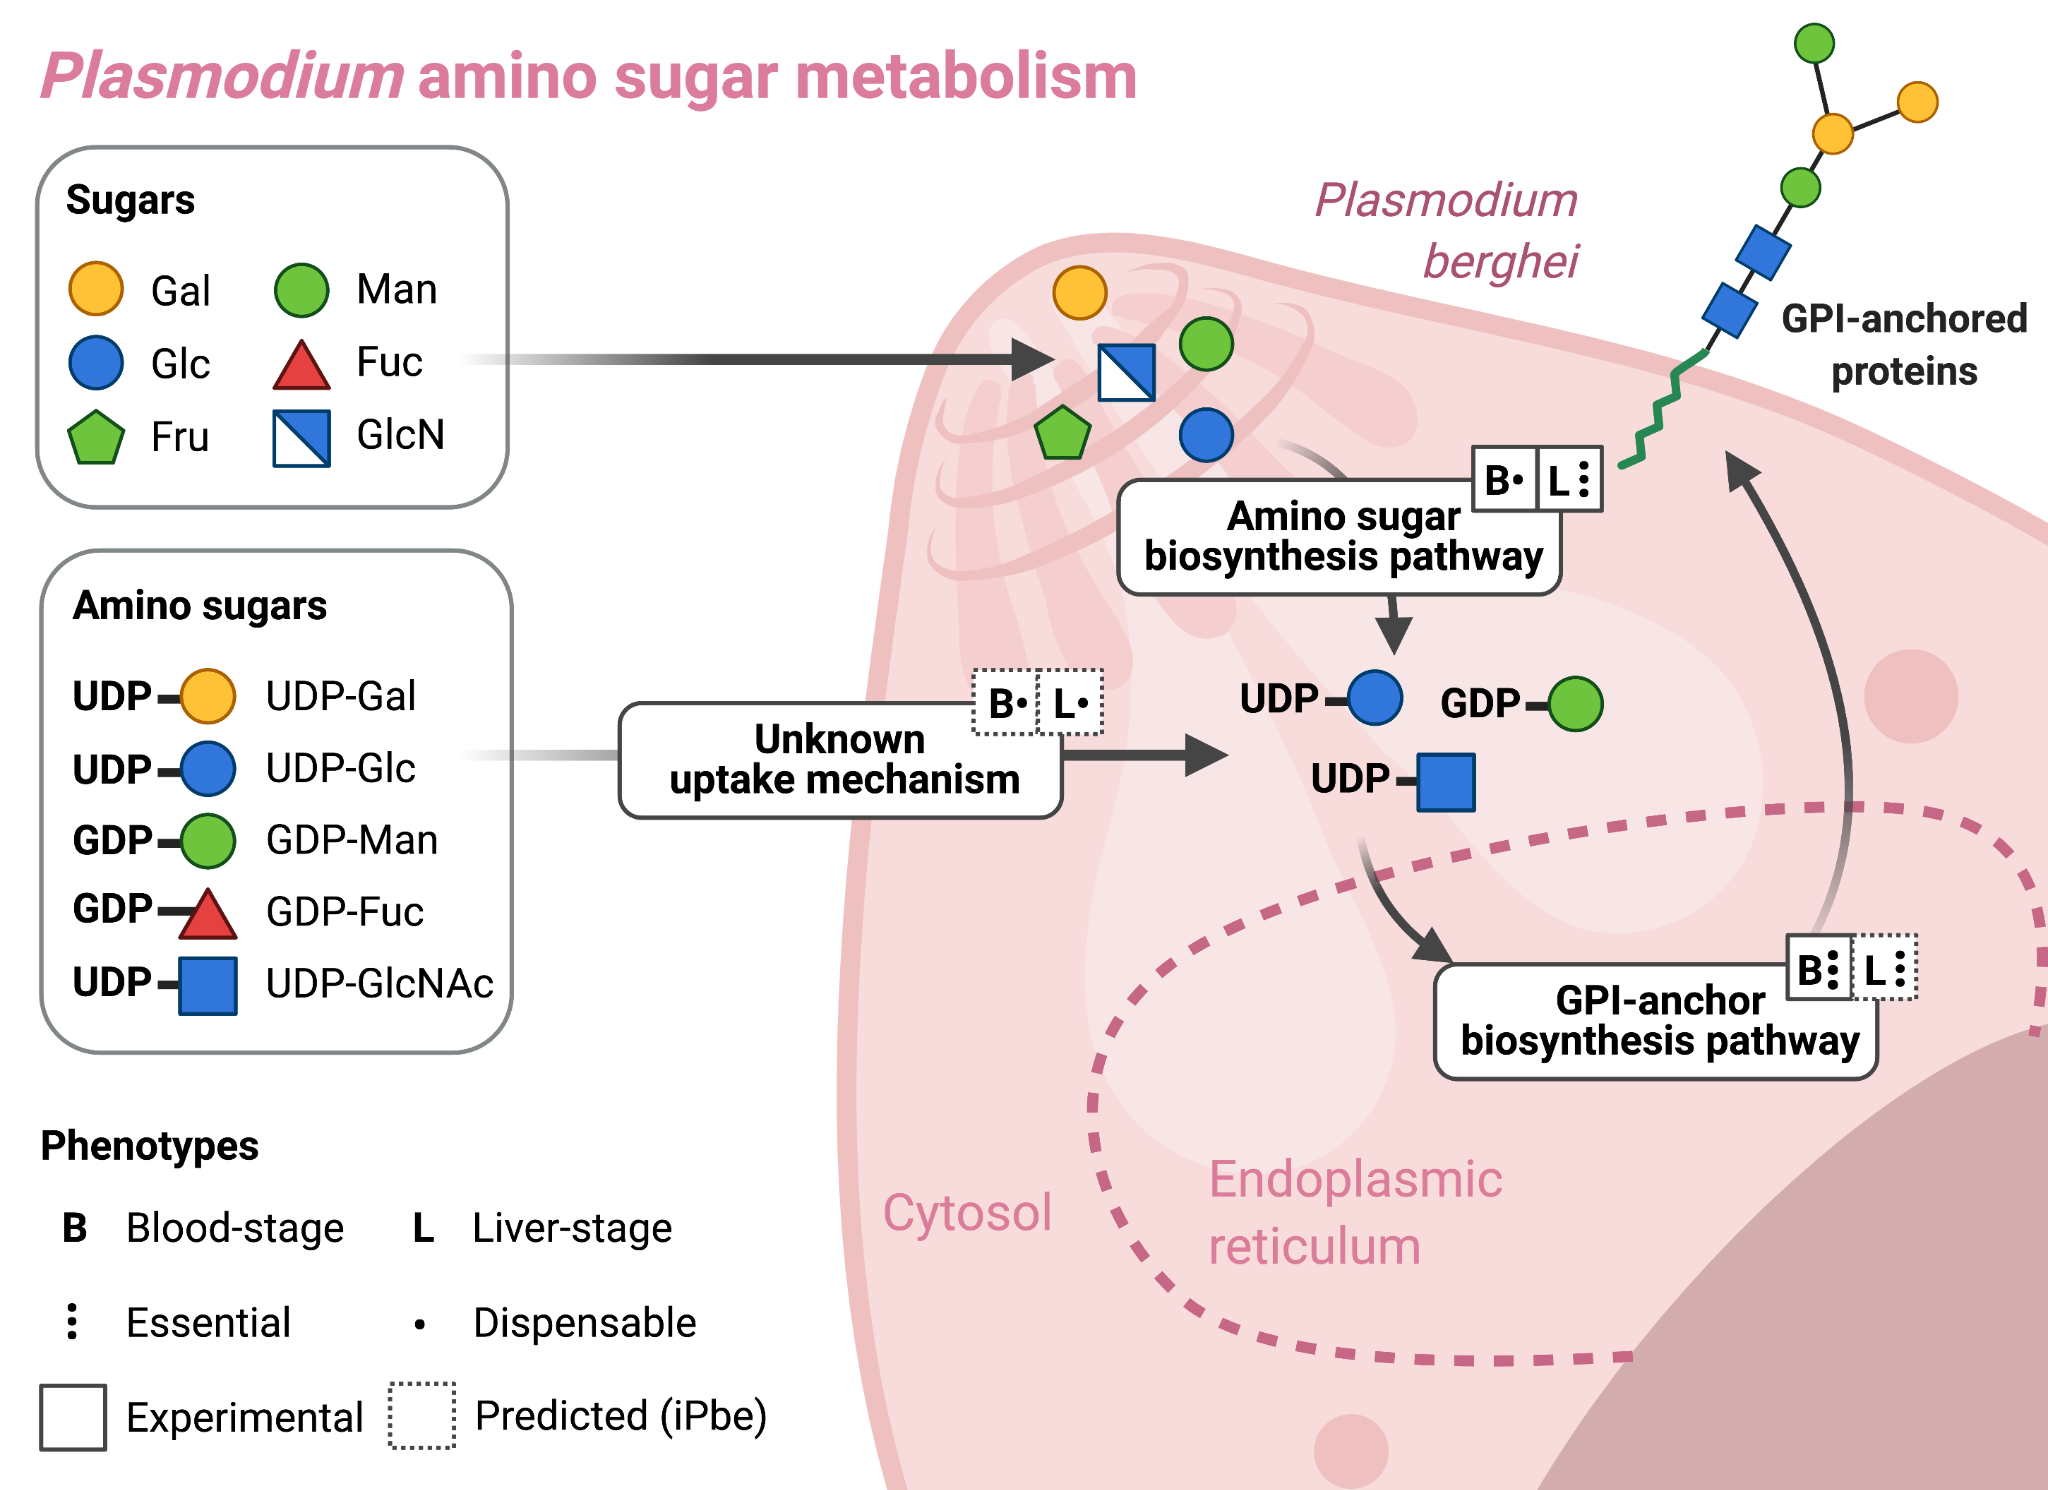 Plasmodium amino sugar metabolism
Sugars
Gal
Man
Glc
Fuc
Fru
GlcN
Amino sugars
UDP UDP-Gal
UDP UDP-Glc
GDP GDP-Man
GDP GDP-Fuc
UDP UDP-GlcNAc
Phenotypes
B Blood-stage
L Liver-stage
Essential
Dispensable
Experimental
Predicted (iPbe)
Plasmodium
berghei
GPI-anchored
proteins
B L
Amino sugar
biosynthesis pathway
B L
Unknown
uptake mechanism
UDP
GDP
UDP
B L
GPI-anchor
biosynthesis pathway
Cytosol
Endoplasmic
reticulum